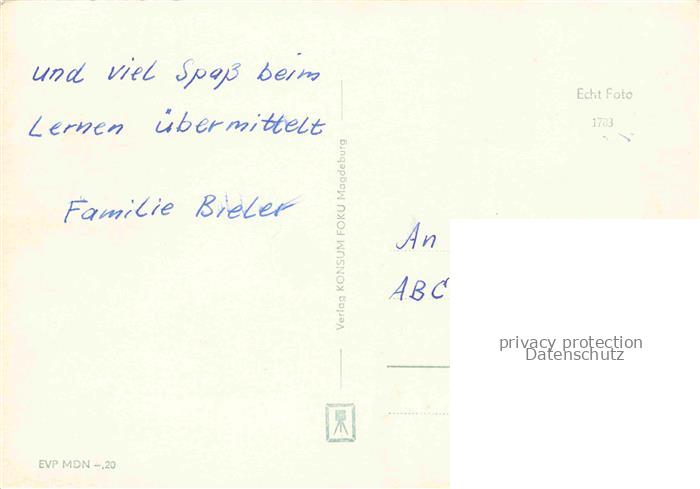 und viel Spaß beim
Lernen übermittelt
Familie Bieler
Echt Foto
1783
Verlag KONSUM FOKU Magdeburg
An
ABC
privacy protection
Datenschutz
EVP MDN –,20